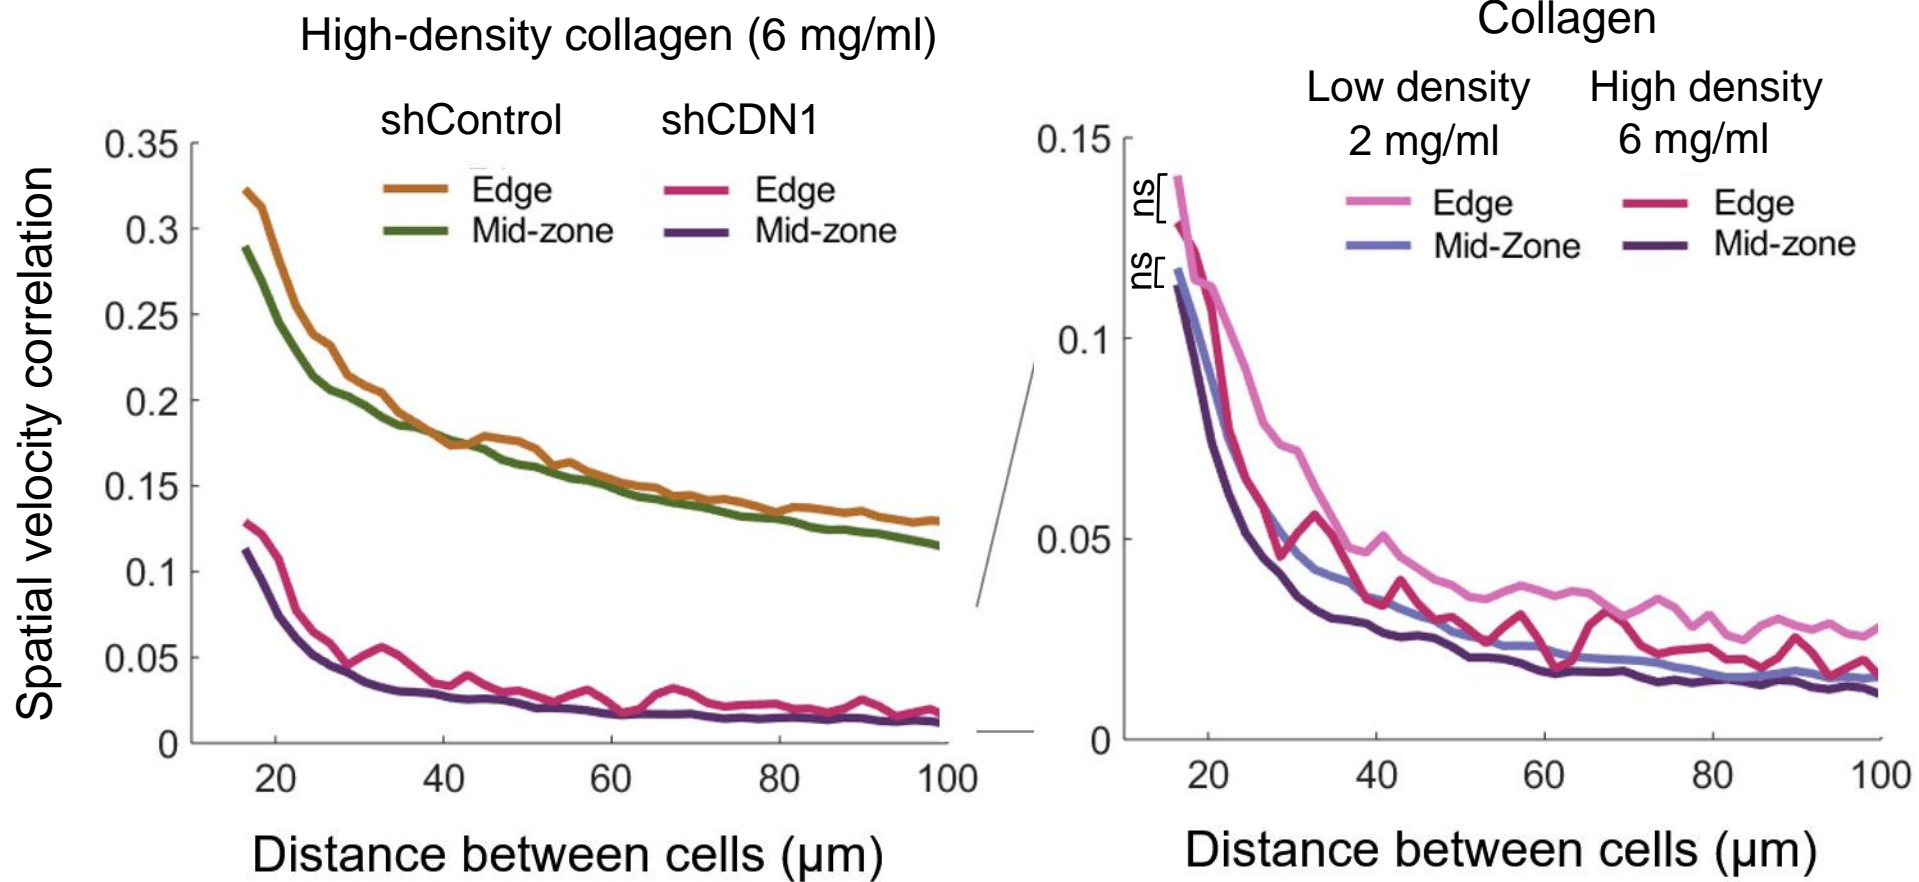 High-density collagen (6 mg/ml)
shControl shCDN1
Edge Edge
Mid-zone Mid-zone
Spatial velocity correlation
0.35
0.3
0.25
0.2
0.15
0.1
0.05
0
20 40 60 80 100
Distance between cells (µm)
Collagen
Low density High density
2 mg/ml 6 mg/ml
Edge Edge
Mid-Zone Mid-zone
ns
ns
0.15
0.1
0.05
0
20 40 60 80 100
Distance between cells (µm)